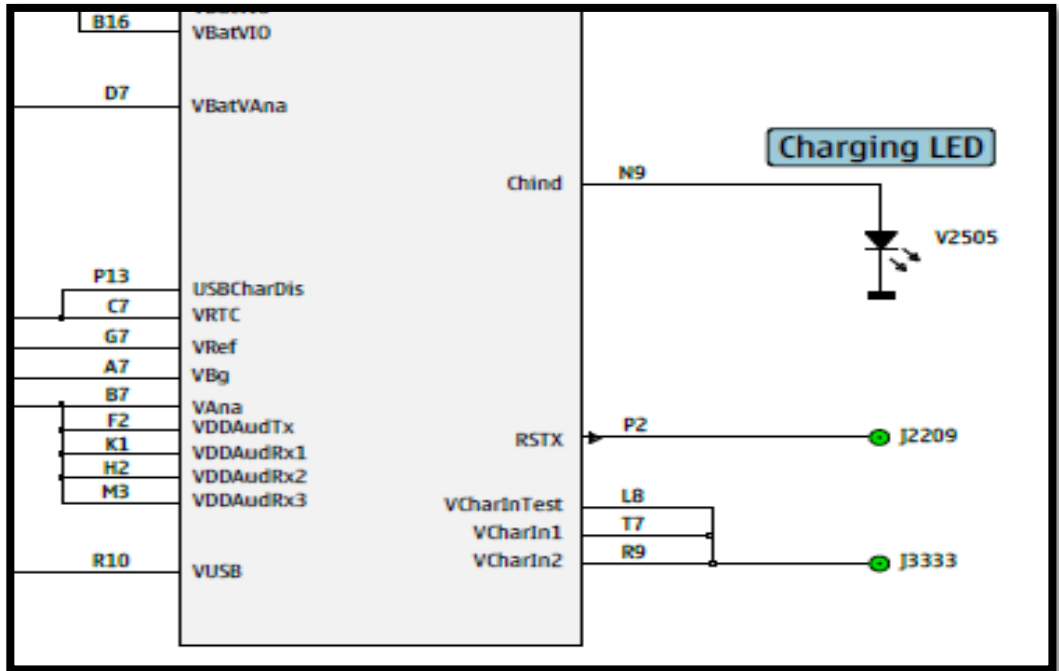 B16
VBatVIO
D7
VBatVAna
Charging LED
Chind
N9
V2505
P13
USBCharDis
C7
VRTC
G7
VRef
A7
VBg
B7
VAna
F2
VDDAudTx
K1
VDDAudRx1
H2
VDDAudRx2
M3
VDDAudRx3
RSTX
P2
J2209
VCharInTest
L8
VCharIn1
T7
VCharIn2
R9
J3333
R10
VUSB